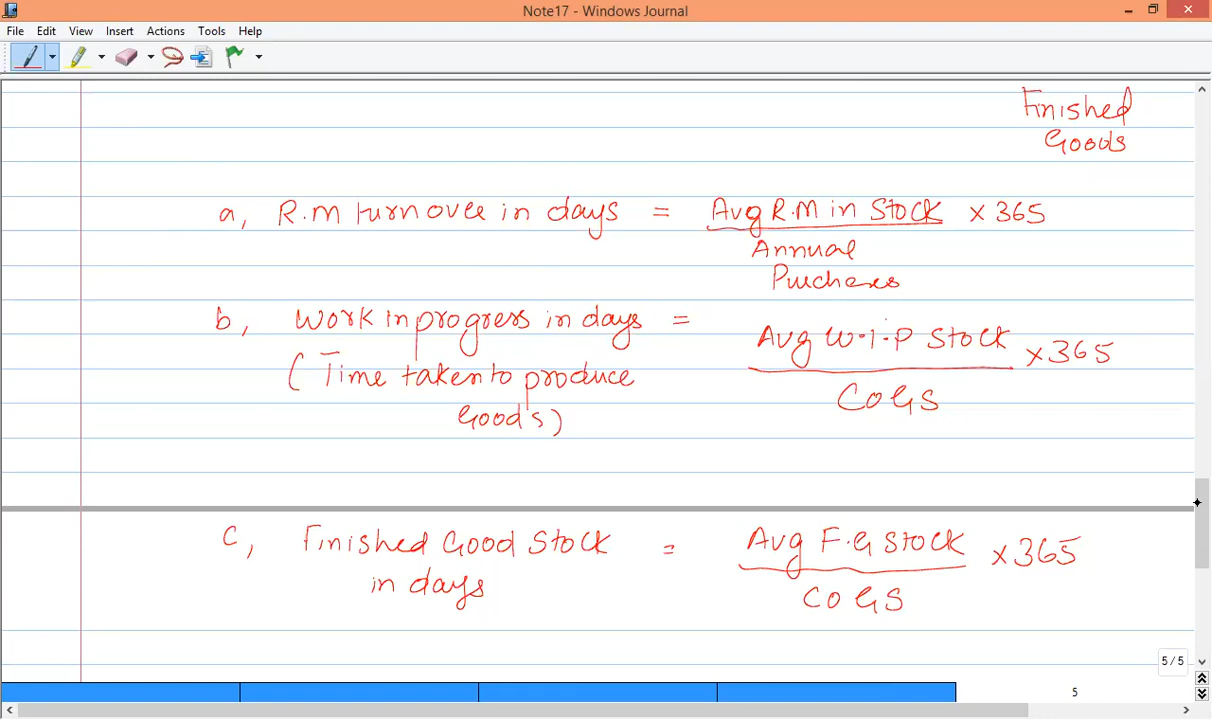 Note17 - Windows Journal
File Edit View Insert Actions Tools Help
Finished
Goods
a, R.M turnover in days = Avg R.M in Stock x 365
Annual
Purchases
b, Work in progress in days = Avg W.I.P Stock x 365
(Time taken to produce CoGS
Goods)
c, Finished Good Stock = Avg F.G Stock x 365
in days CoGS
5 / 5
5